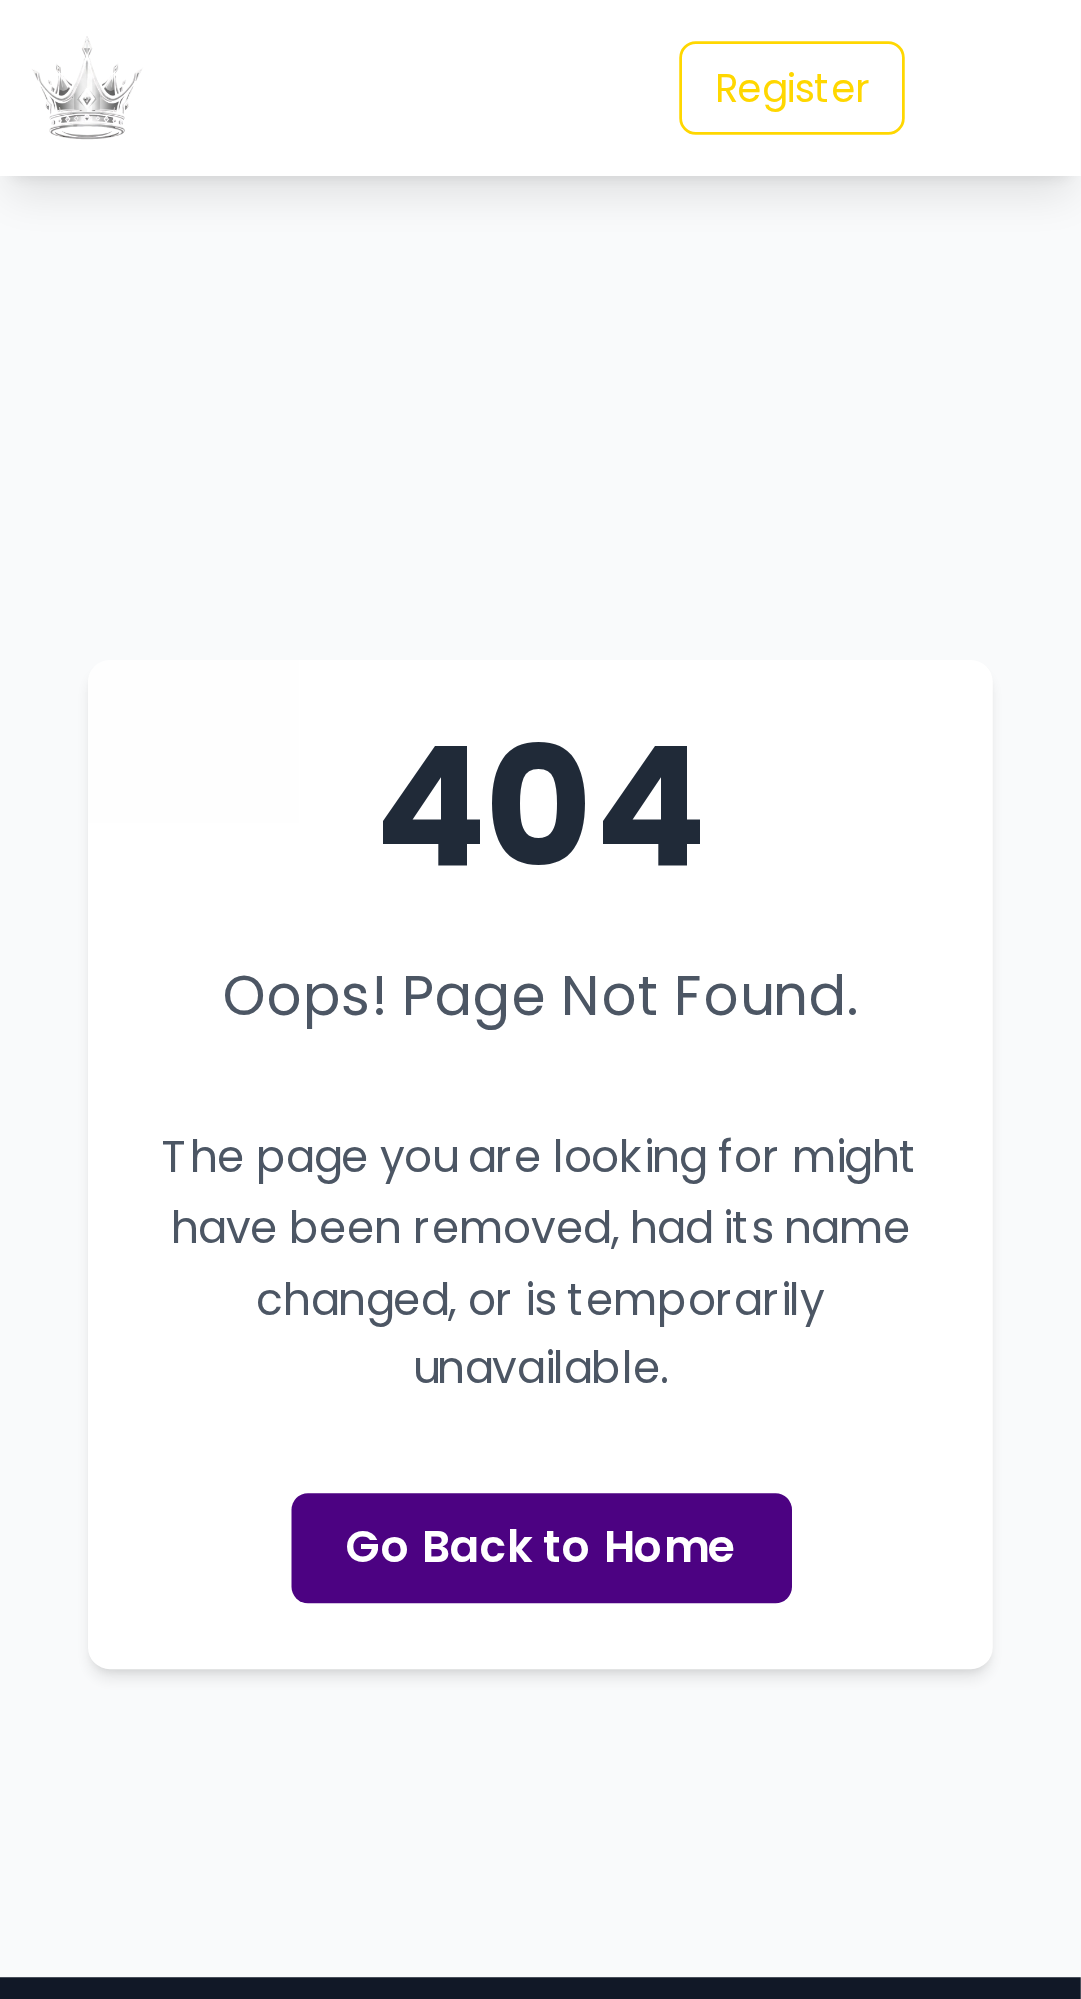 Register
404
Oops! Page Not Found.
The page you are looking for might
have been removed, had its name
changed, or is temporarily
unavailable.
Go Back to Home